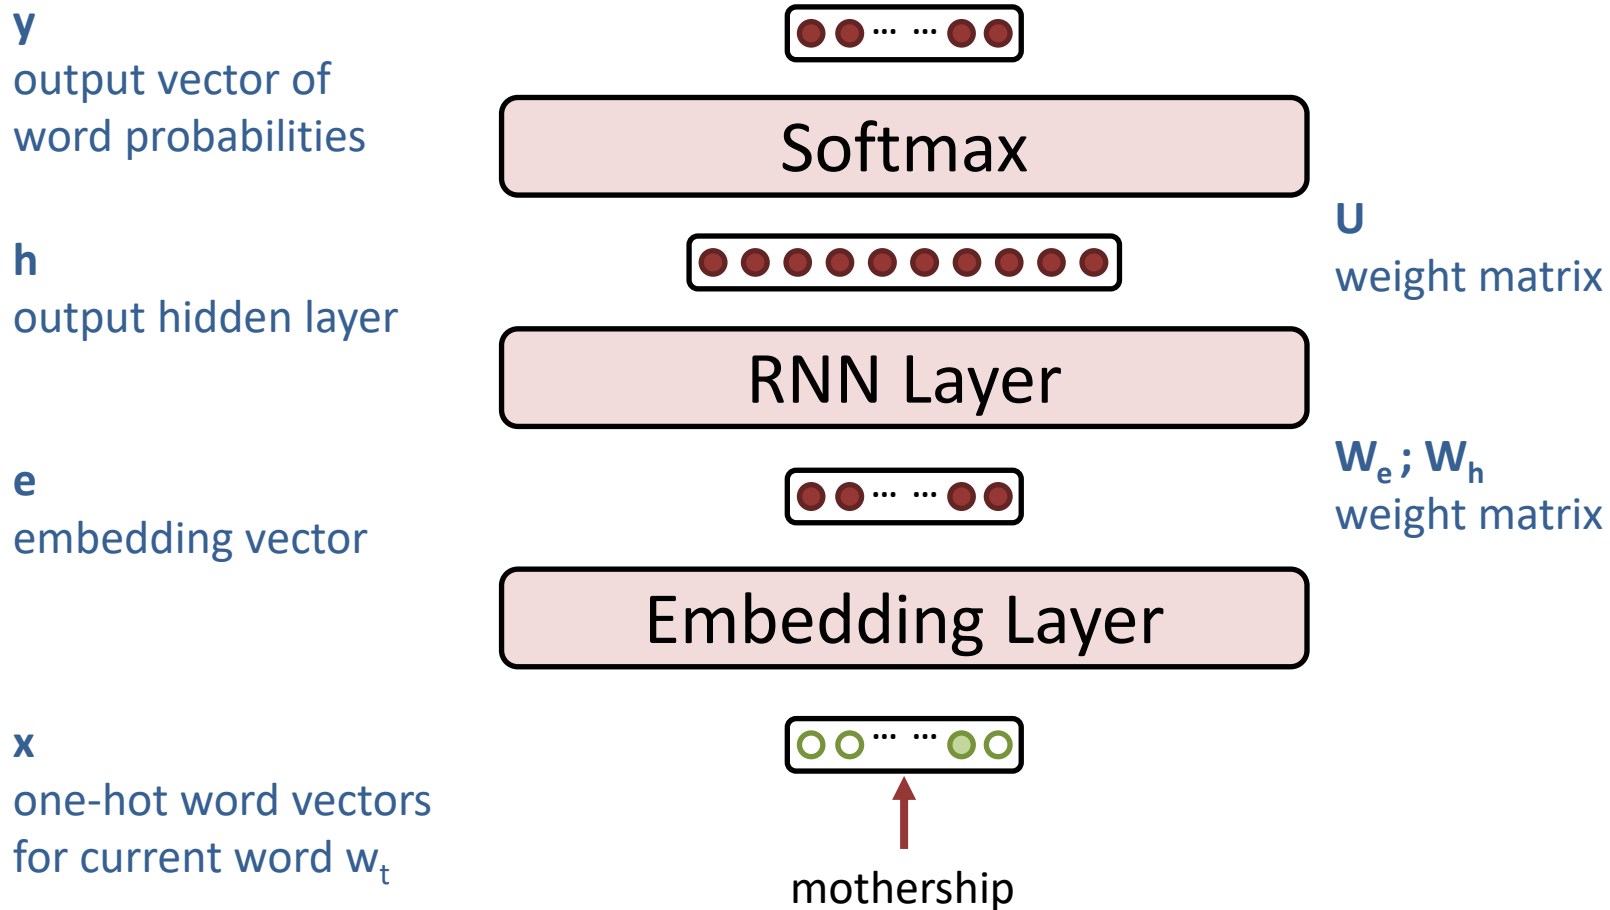 y
output vector of
word probabilities
... ...
Softmax
U
weight matrix
h
output hidden layer
RNN Layer
Wₑ ; Wₕ
weight matrix
e
embedding vector
... ...
Embedding Layer
x
one-hot word vectors
for current word wₜ
... ...
mothership